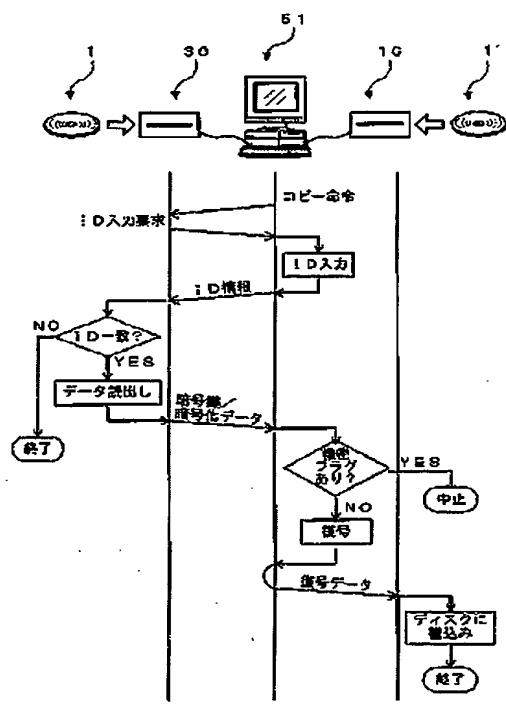 1
30
51
10
1'
コピー命令
ID入力要求
ID入力
ID情報
NO
ID一致?
YES
データ読出し
終了
暗号鍵/
暗号化データ
機密
フラグ
あり?
YES
中止
NO
復号
復号データ
ディスクに
書込み
終了